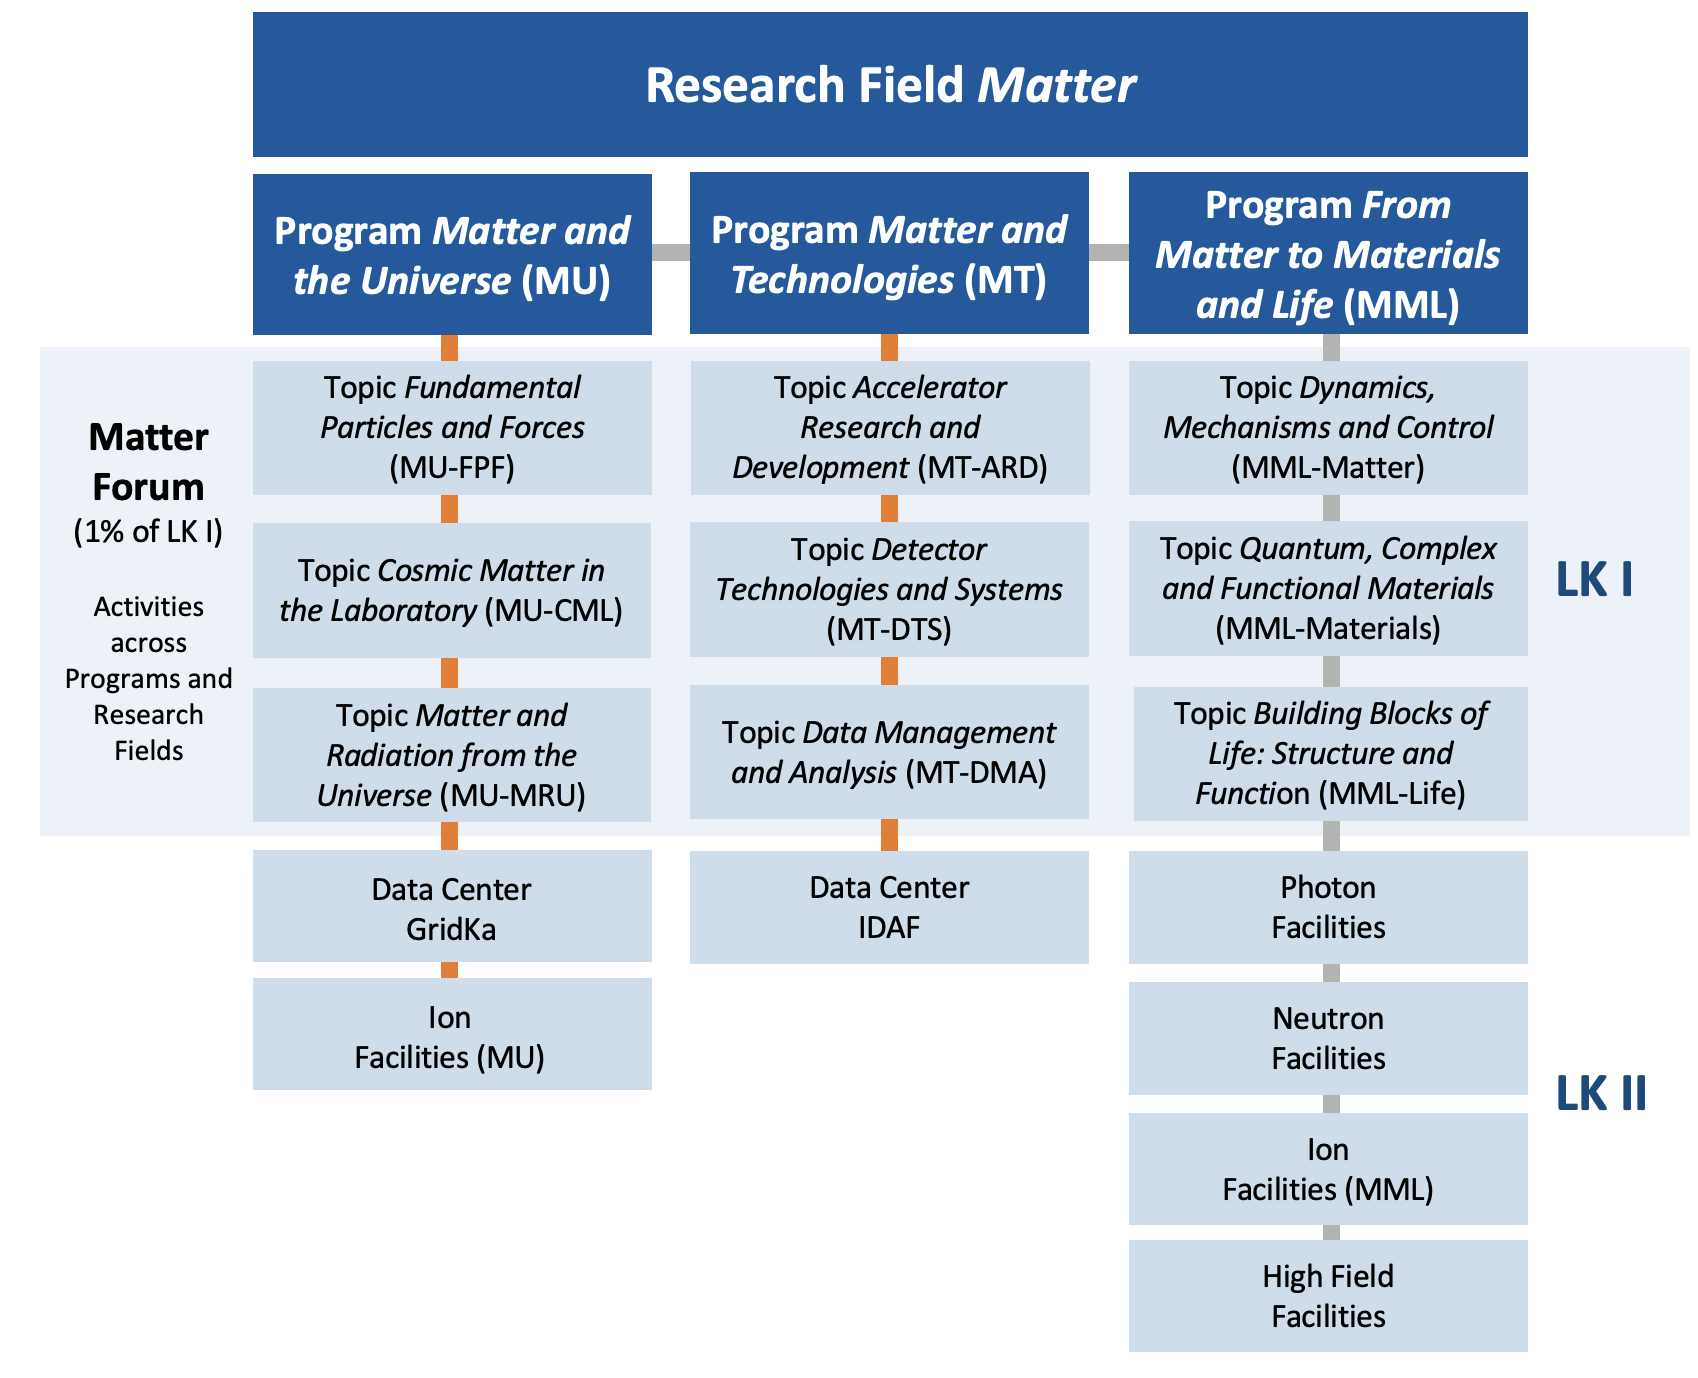 Research Field Matter
Program Matter and
the Universe (MU)
Program Matter and
Technologies (MT)
Program From
Matter to Materials
and Life (MML)
Matter
Forum
(1% of LK I)
Activities
across
Programs and
Research
Fields
Topic Fundamental
Particles and Forces
(MU-FPF)
Topic Cosmic Matter in
the Laboratory (MU-CML)
Topic Matter and
Radiation from the
Universe (MU-MRU)
Data Center
GridKa
Ion
Facilities (MU)
Topic Accelerator
Research and
Development (MT-ARD)
Topic Detector
Technologies and Systems
(MT-DTS)
Topic Data Management
and Analysis (MT-DMA)
Data Center
IDAF
Topic Dynamics,
Mechanisms and Control
(MML-Matter)
Topic Quantum, Complex
and Functional Materials
(MML-Materials)
Topic Building Blocks of
Life: Structure and
Function (MML-Life)
Photon
Facilities
Neutron
Facilities
Ion
Facilities (MML)
High Field
Facilities
LK I
LK II